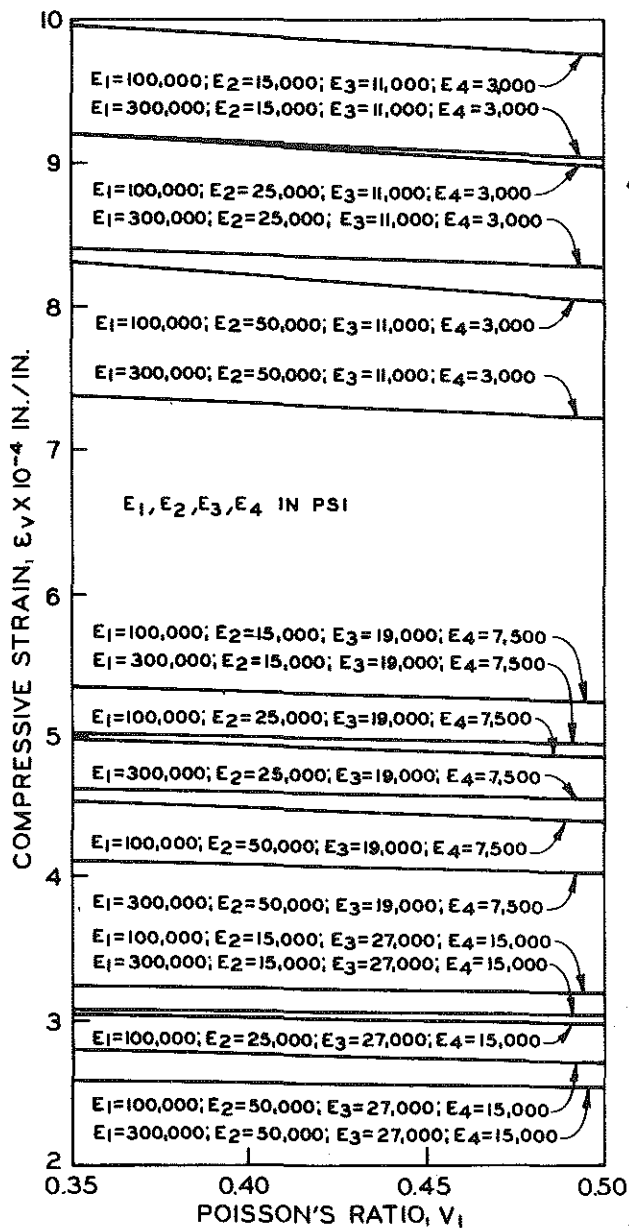 10
E1=100,000; E2=15,000; E3=11,000; E4=3,000
E1=300,000; E2=15,000; E3=11,000; E4=3,000
9
E1=100,000; E2=25,000; E3=11,000; E4=3,000
E1=300,000; E2=25,000; E3=11,000; E4=3,000
8
E1=100,000; E2=50,000; E3=11,000; E4=3,000
E1=300,000; E2=50,000; E3=11,000; E4=3,000
7
E1, E2, E3, E4 IN PSI
6
E1=100,000; E2=15,000; E3=19,000; E4=7,500
E1=300,000; E2=15,000; E3=19,000; E4=7,500
E1=100,000; E2=25,000; E3=19,000; E4=7,500
5
E1=300,000; E2=25,000; E3=19,000; E4=7,500
E1=100,000; E2=50,000; E3=19,000; E4=7,500
4
E1=300,000; E2=50,000; E3=19,000; E4=7,500
E1=100,000; E2=15,000; E3=27,000; E4=15,000
E1=300,000; E2=15,000; E3=27,000; E4=15,000
3
E1=100,000; E2=25,000; E3=27,000; E4=15,000
E1=100,000; E2=50,000; E3=27,000; E4=15,000
E1=300,000; E2=50,000; E3=27,000; E4=15,000
2
COMPRESSIVE STRAIN, εv X 10-4 IN./IN.
0.35 0.40 0.45 0.50
POISSON'S RATIO, V1